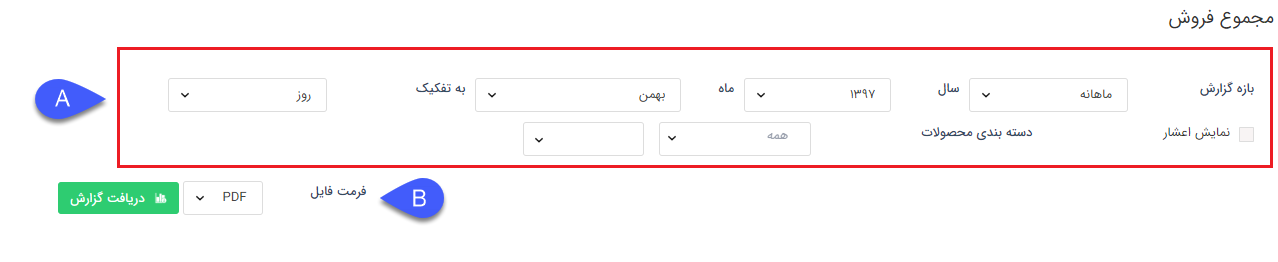 مجموع فروش
بازه گزارش ماهانه سال ۱۳۹۷ ماه بهمن به تفکیک روز
A
نمایش اعشار دسته بندی محصولات همه
فرمت فایل PDF دریافت گزارش
B